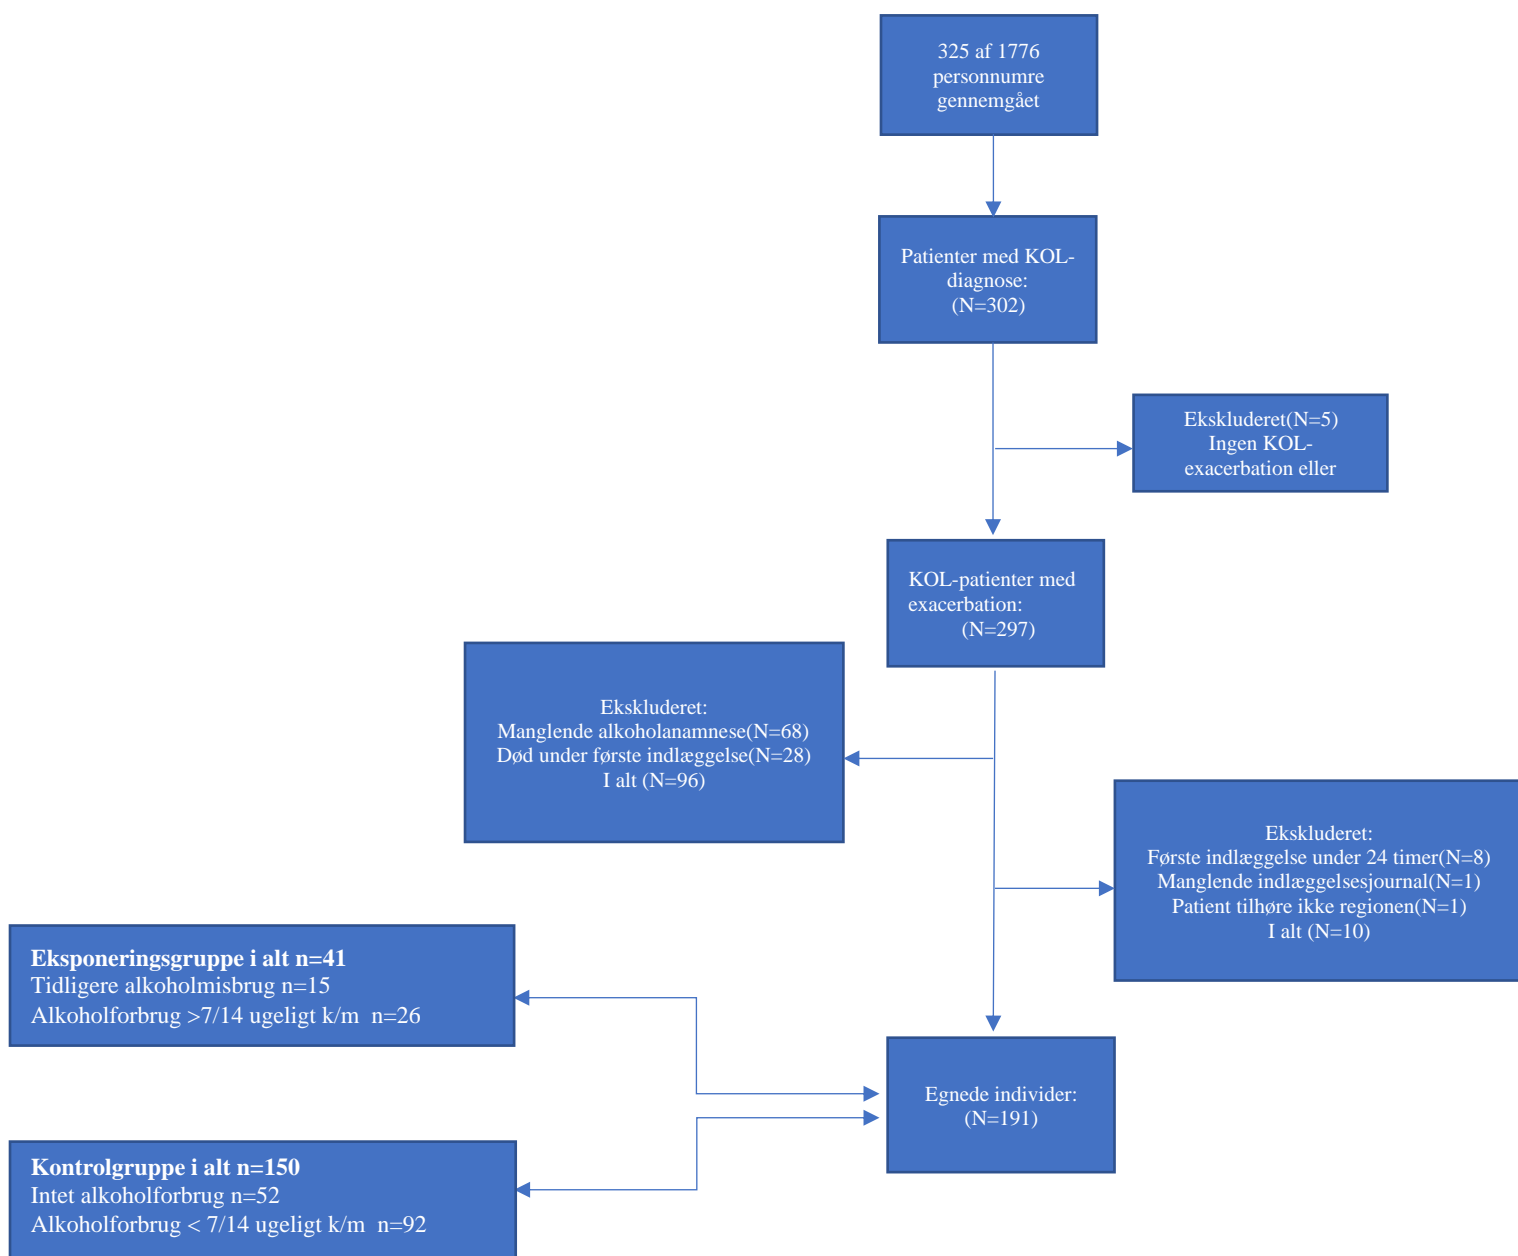 325 af 1776
personnumre
gennemgået
Patienter med KOL-
diagnose:
(N=302)
Ekskluderet(N=5)
Ingen KOL-
exacerbation eller
KOL-patienter med
exacerbation:
(N=297)
Ekskluderet:
Manglende alkoholanamnese(N=68)
Død under første indlæggelse(N=28)
I alt (N=96)
Ekskluderet:
Første indlæggelse under 24 timer(N=8)
Manglende indlæggelsesjournal(N=1)
Patient tilhøre ikke regionen(N=1)
I alt (N=10)
Eksponeringsgruppe i alt n=41
Tidligere alkoholmisbrug n=15
Alkoholforbrug >7/14 ugeligt k/m  n=26
Egnede individer:
(N=191)
Kontrolgruppe i alt n=150
Intet alkoholforbrug n=52
Alkoholforbrug < 7/14 ugeligt k/m  n=92